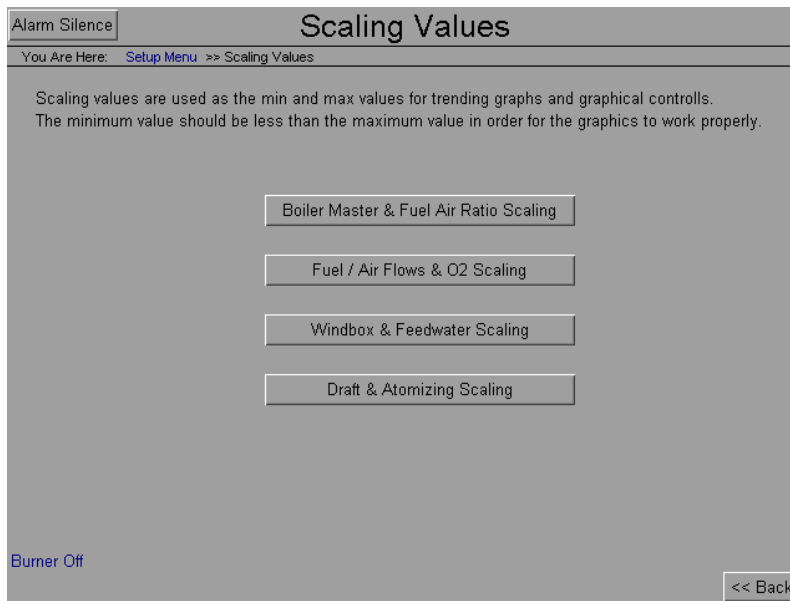 Alarm Silence
Scaling Values
You Are Here: Setup Menu >> Scaling Values
Scaling values are used as the min and max values for trending graphs and graphical controlls.
The minimum value should be less than the maximum value in order for the graphics to work properly.
Boiler Master & Fuel Air Ratio Scaling
Fuel / Air Flows & O2 Scaling
Windbox & Feedwater Scaling
Draft & Atomizing Scaling
Burner Off
<< Back